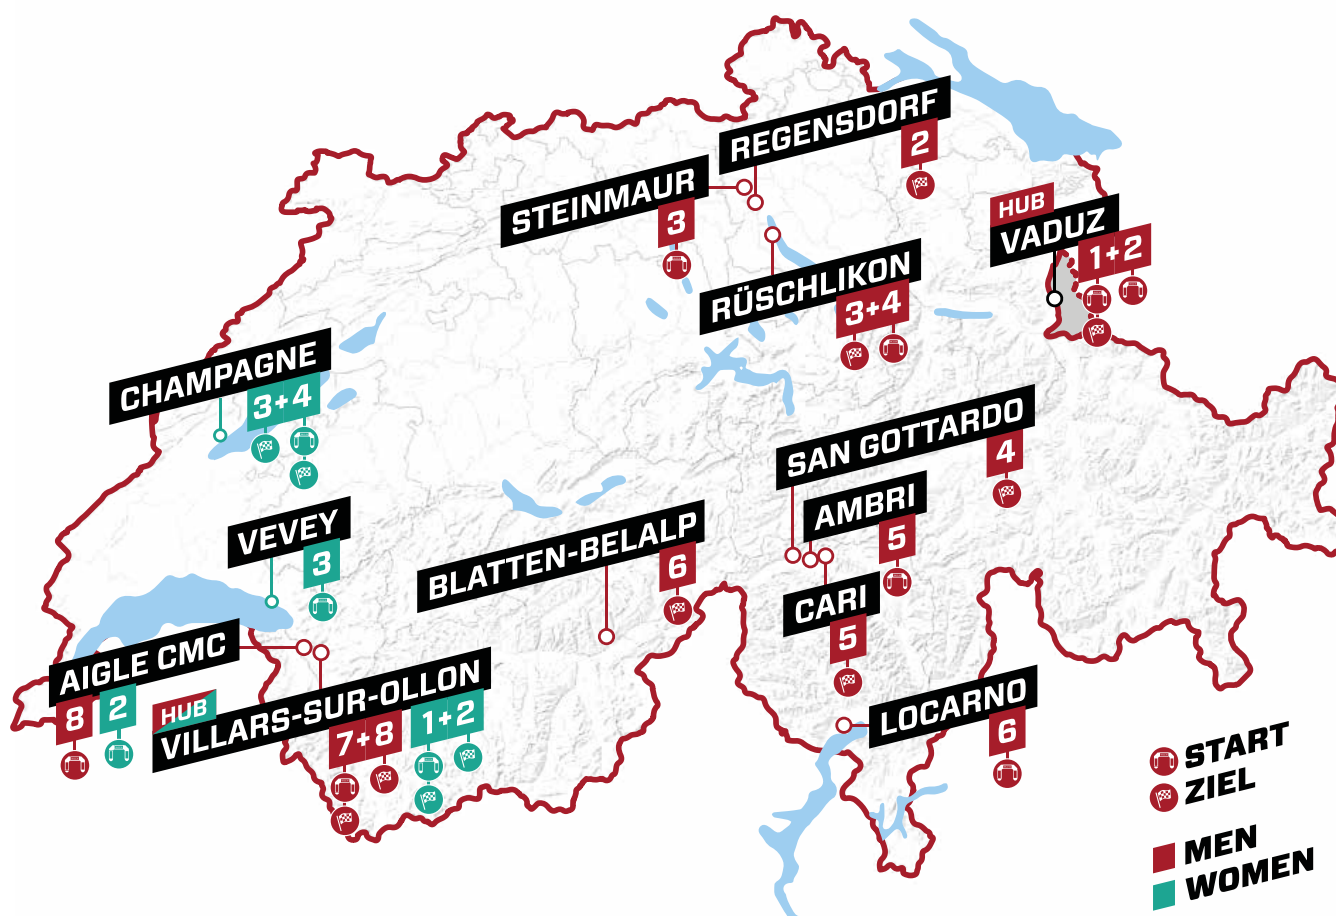 REGENSDORF
2
STEINMAUR
3
HUB
VADUZ
1+2
RÜSCHLIKON
3+4
CHAMPAGNE
3+4
SAN GOTTARDO
4
AMBRI
5
VEVEY
3
BLATTEN-BELALP
6
CARI
5
AIGLE CMC
8
2
HUB
VILLARS-SUR-OLLON
7+8
1+2
LOCARNO
6
START
ZIEL
MEN
WOMEN